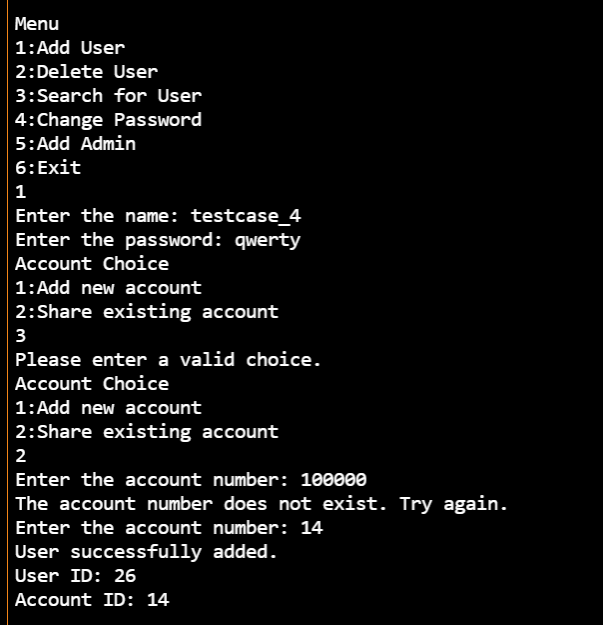 Menu
1:Add User
2:Delete User
3:Search for User
4:Change Password
5:Add Admin
6:Exit
1
Enter the name: testcase_4
Enter the password: qwerty
Account Choice
1:Add new account
2:Share existing account
3
Please enter a valid choice.
Account Choice
1:Add new account
2:Share existing account
2
Enter the account number: 100000
The account number does not exist. Try again.
Enter the account number: 14
User successfully added.
User ID: 26
Account ID: 14